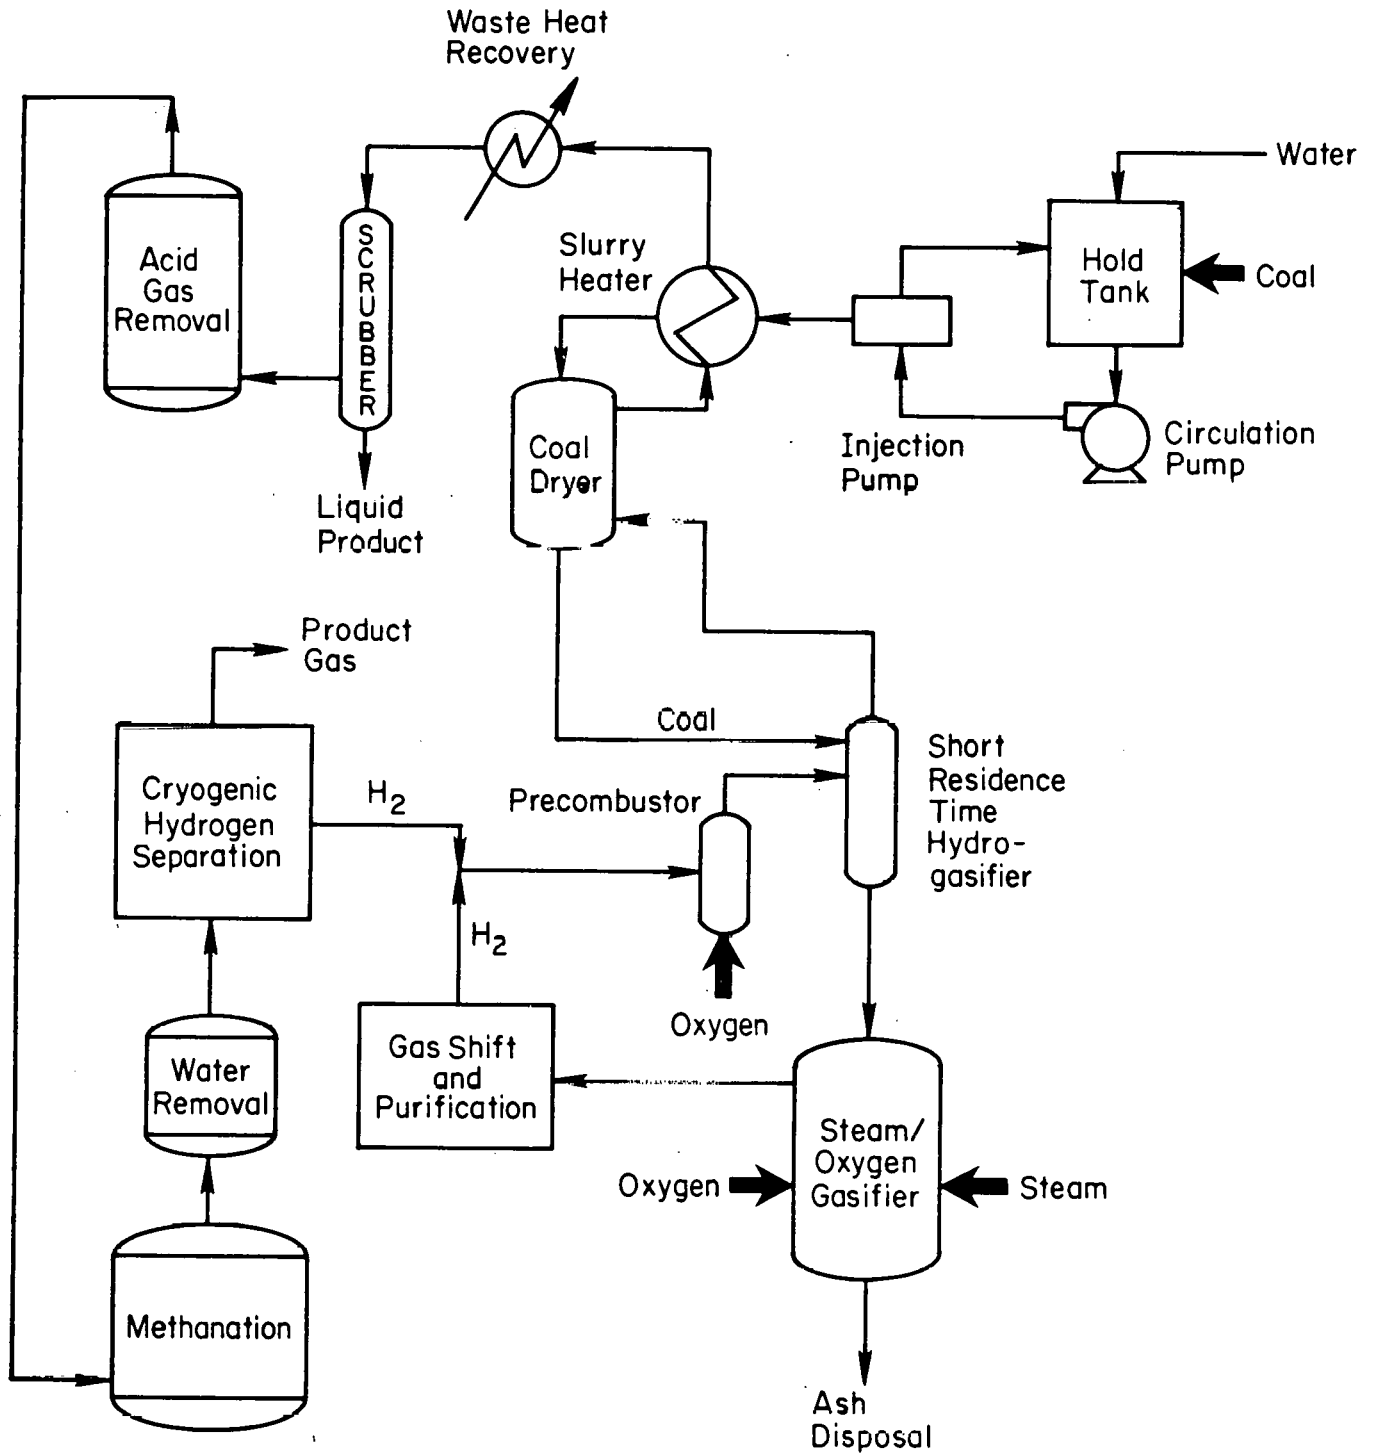 Waste Heat
Recovery
Water
Hold
Tank
Coal
Slurry
Heater
Acid
Gas
Removal
SCRUBBER
Coal
Dryer
Injection
Pump
Circulation
Pump
Liquid
Product
Product
Gas
Coal
Short
Residence
Time
Hydro-
gasifier
Cryogenic
Hydrogen
Separation
H2
Precombustor
H2
Oxygen
Gas Shift
and
Purification
Water
Removal
Steam/
Oxygen
Gasifier
Oxygen
Steam
Methanation
Ash
Disposal